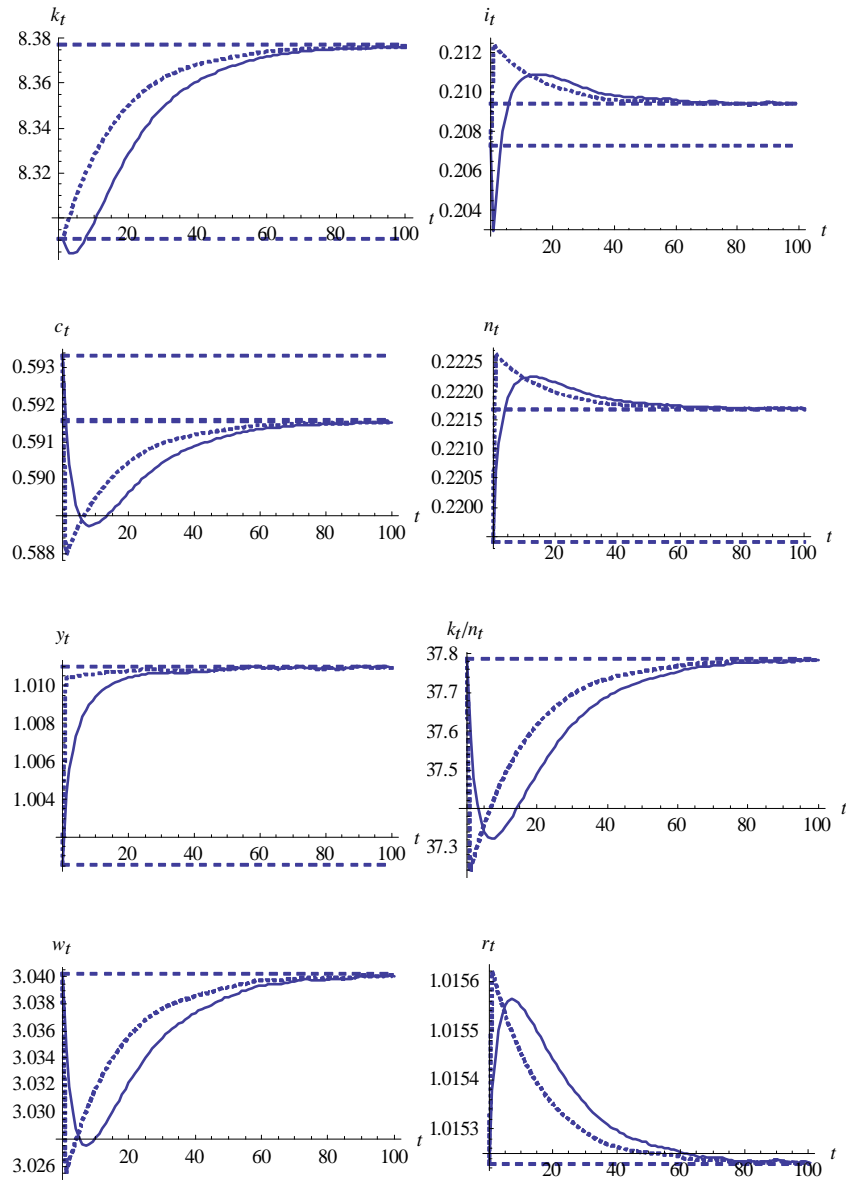 k_t
8.38
8.36
8.34
8.32
20 40 60 80 100 t
i_t
0.212
0.210
0.208
0.206
0.204
20 40 60 80 100 t
c_t
0.593
0.592
0.591
0.590
0.588
20 40 60 80 100 t
n_t
0.2225
0.2220
0.2215
0.2210
0.2205
0.2200
20 40 60 80 100 t
y_t
1.010
1.008
1.006
1.004
20 40 60 80 100 t
k_t/n_t
37.8
37.7
37.6
37.5
37.3
20 40 60 80 100 t
w_t
3.040
3.038
3.036
3.034
3.032
3.030
3.026
20 40 60 80 100 t
r_t
1.0156
1.0155
1.0154
1.0153
20 40 60 80 100 t